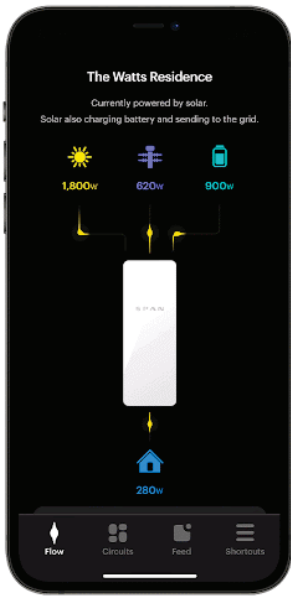 The Watts Residence
Currently powered by solar.
Solar also charging battery and sending to the grid.
1,800w 620w 900w
SPAN
280w
Flow Circuits Feed Shortcuts